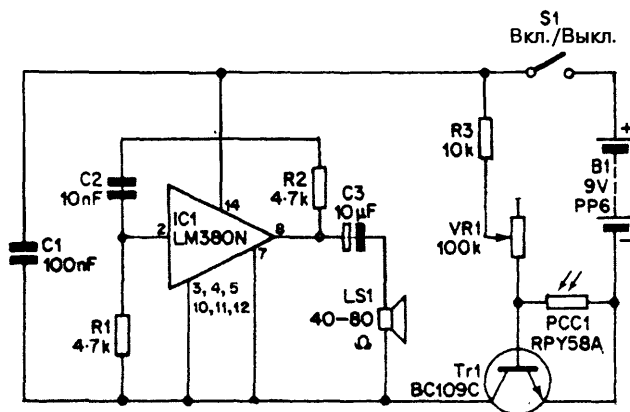 S1
Вкл./Выкл.
R3
10k
B1
9V
PP6
+
−
C2
10nF
R2
4.7k
C3
10µF
14
IC1
LM380N
2
8
7
VR1
100k
C1
100nF
3, 4, 5
10,11,12
LS1
40-80
Ω
R1
4.7k
PCC1
RPY58A
Tr1
BC109C